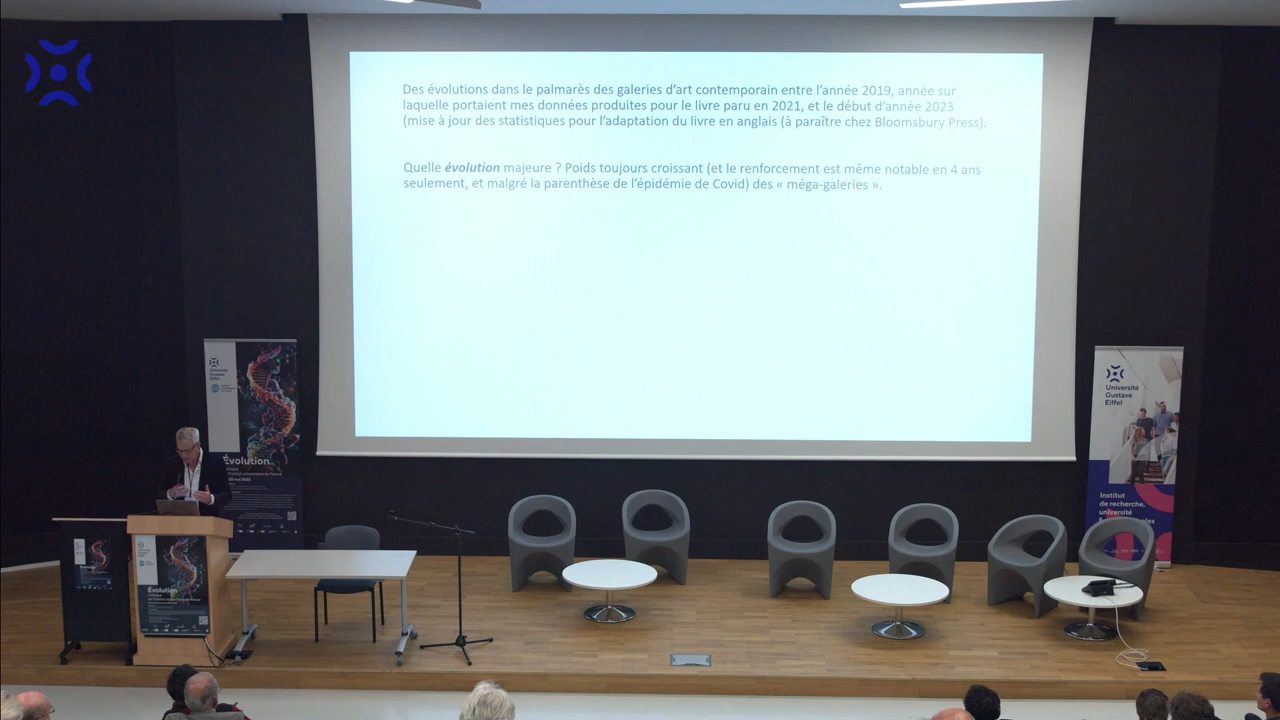 Des évolutions dans le palmarès des galeries d'art contemporain entre l'année 2019, année sur
laquelle portaient mes données produites pour le livre paru en 2021, et le début d'année 2023
(mise à jour des statistiques pour l'adaptation du livre en anglais (à paraître chez Bloomsbury Press).
Quelle évolution majeure ? Poids toujours croissant (et le renforcement est même notable en 4 ans
seulement, et malgré la parenthèse de l'épidémie de Covid) des « méga-galeries ».
Université
Gustave
Eiffel
Évolution
Université
Gustave
Eiffel
Institut
de recherche,
université
Évolution